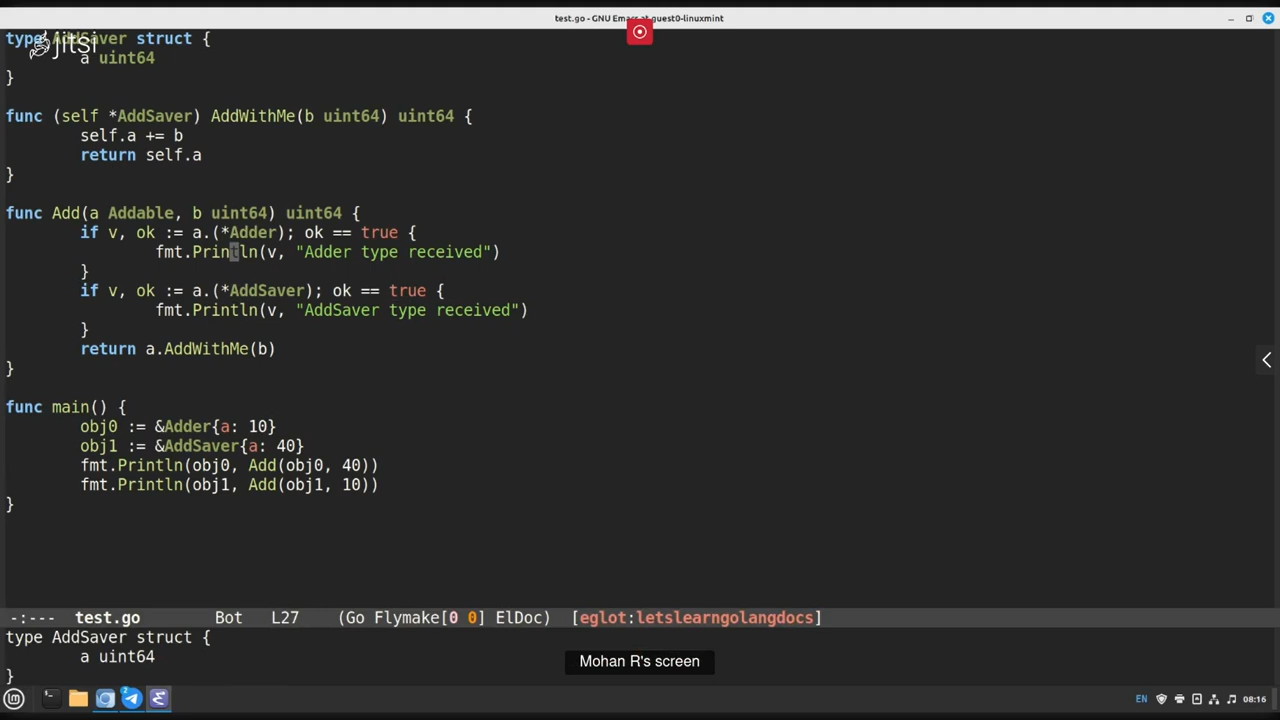 test.go - GNU Emacs at guest0-linuxmint
jitsi
type AddSaver struct {
        a uint64
}

func (self *AddSaver) AddWithMe(b uint64) uint64 {
        self.a += b
        return self.a
}

func Add(a Addable, b uint64) uint64 {
        if v, ok := a.(*Adder); ok == true {
                fmt.Println(v, "Adder type received")
        }
        if v, ok := a.(*AddSaver); ok == true {
                fmt.Println(v, "AddSaver type received")
        }
        return a.AddWithMe(b)
}

func main() {
        obj0 := &Adder{a: 10}
        obj1 := &AddSaver{a: 40}
        fmt.Println(obj0, Add(obj0, 40))
        fmt.Println(obj1, Add(obj1, 10))
}
-:--- test.go Bot L27 (Go Flymake[0 0] ElDoc) [eglot:letslearngolangdocs]
type AddSaver struct {
        a uint64
}
Mohan R's screen
2
EN 08:16